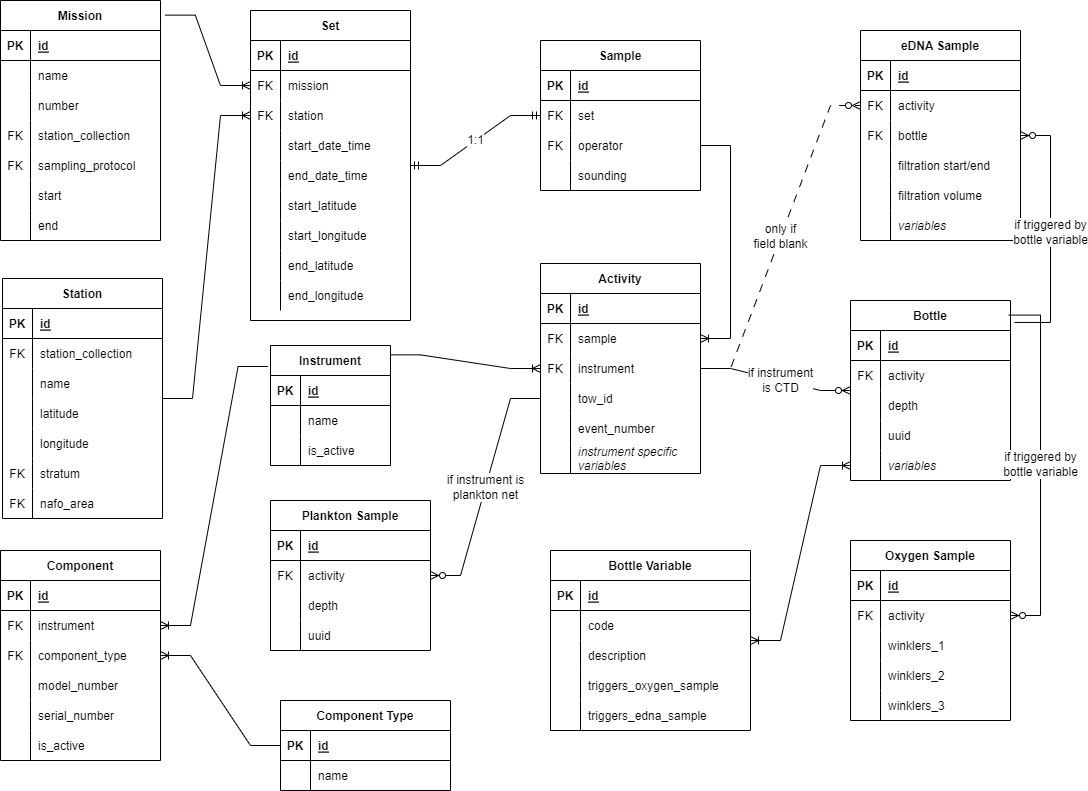 Mission
PK id
name
number
FK station_collection
FK sampling_protocol
start
end
Set
PK id
FK mission
FK station
start_date_time
end_date_time
start_latitude
start_longitude
end_latitude
end_longitude
1:1
Sample
PK id
FK set
FK operator
sounding
eDNA Sample
PK id
FK activity
FK bottle
filtration start/end
filtration volume
variables
only if
field blank
if triggered by
bottle variable
Station
PK id
FK station_collection
name
latitude
longitude
FK stratum
FK nafo_area
Instrument
PK id
name
is_active
Activity
PK id
FK sample
FK instrument
tow_id
event_number
instrument specific
variables
if instrument
is CTD
Bottle
PK id
FK activity
depth
uuid
variables
if triggered by
bottle variable
if instrument is
plankton net
Plankton Sample
PK id
FK activity
depth
uuid
Component
PK id
FK instrument
FK component_type
model_number
serial_number
is_active
Component Type
PK id
name
Bottle Variable
PK id
code
description
triggers_oxygen_sample
triggers_edna_sample
Oxygen Sample
PK id
FK activity
winklers_1
winklers_2
winklers_3